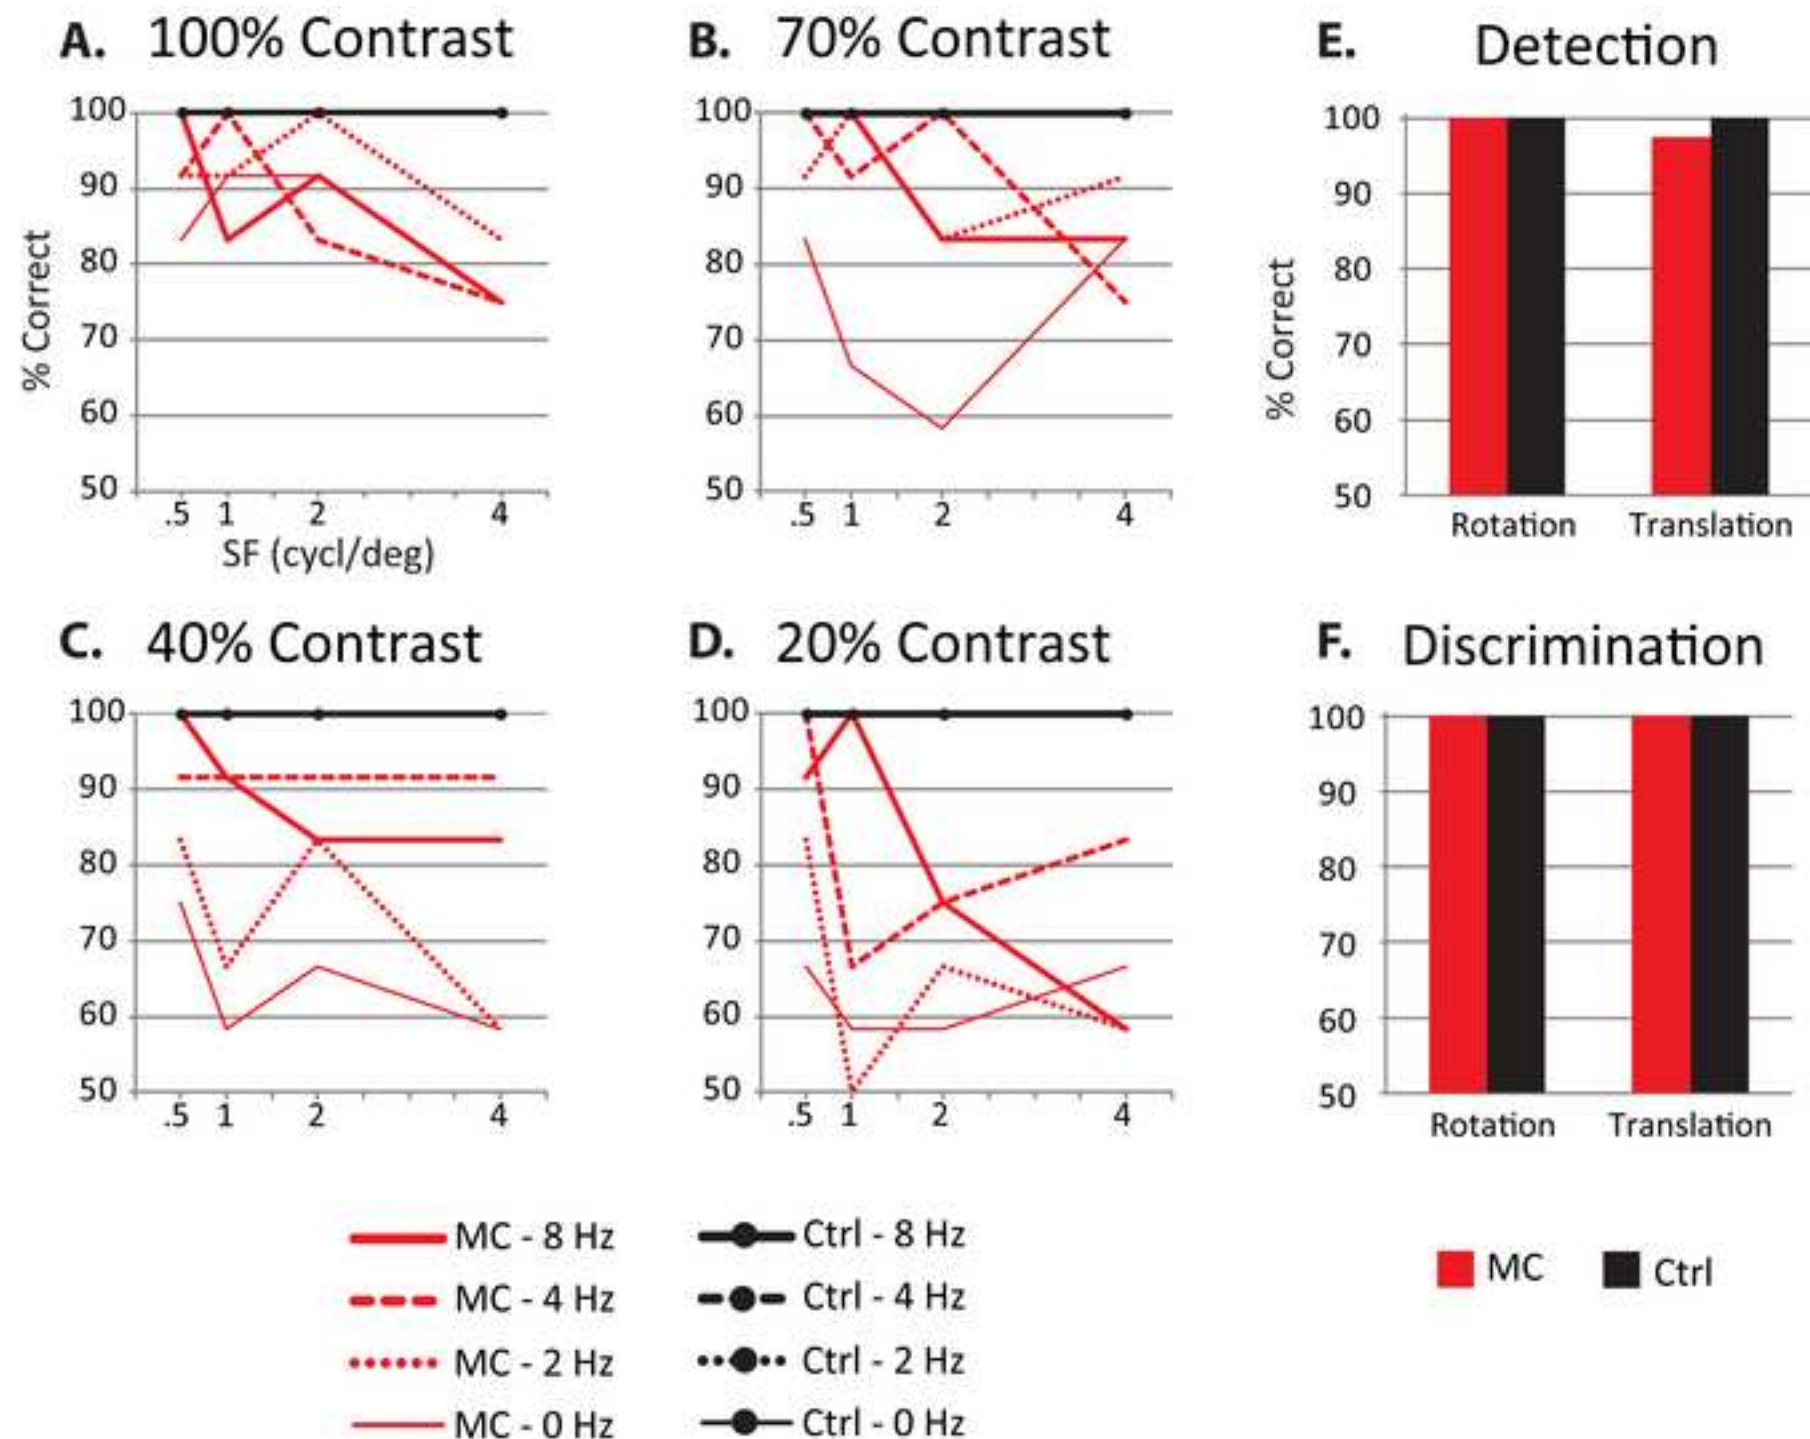 A. 100% Contrast
% Correct
100
90
80
70
60
50
.5 1 2 4
SF (cycl/deg)
B. 70% Contrast
100
90
80
70
60
50
.5 1 2 4
E. Detection
% Correct
100
90
80
70
60
50
Rotation Translation
C. 40% Contrast
100
90
80
70
60
50
.5 1 2 4
D. 20% Contrast
100
90
80
70
60
50
.5 1 2 4
F. Discrimination
100
90
80
70
60
50
Rotation Translation
MC - 8 Hz
MC - 4 Hz
MC - 2 Hz
MC - 0 Hz
Ctrl - 8 Hz
Ctrl - 4 Hz
Ctrl - 2 Hz
Ctrl - 0 Hz
MC Ctrl